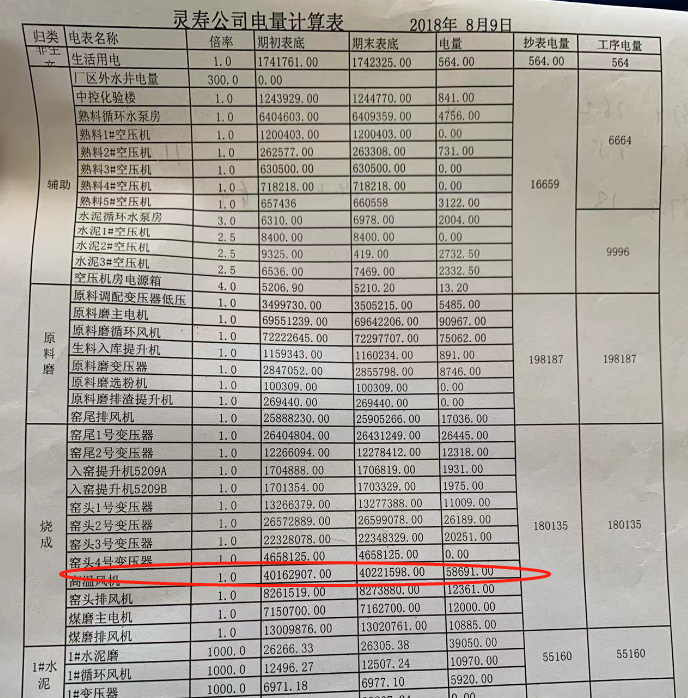 灵寿公司电量计算表 2018年 8月9日
归类 电表名称 倍率 期初表底 期末表底 电量 抄表电量 工序电量
非生产 生活用电 1.0 1741761.00 1742325.00 564.00 564.00 564
辅助 厂区外水井电量 300.0 0.00 16659 6664
中控化验楼 1.0 1243929.00 1244770.00 841.00
熟料循环水泵房 1.0 6404603.00 6409359.00 4756.00
熟料1#空压机 1.0 1200403.00 1200403.00 0.00
熟料2#空压机 1.0 262577.00 263308.00 731.00
熟料3#空压机 1.0 630500.00 630500.00 0.00
熟料4#空压机 1.0 718218.00 718218.00 0.00
熟料5#空压机 1.0 657436 660558 3122.00
水泥循环水泵房 3.0 6310.00 6978.00 2004.00 9996
水泥1#空压机 2.5 8400.00 8400.00 0.00
水泥2#空压机 2.5 9325.00 419.00 2732.50
水泥3#空压机 2.5 6536.00 7469.00 2332.50
空压机房电源箱 4.0 5206.90 5210.20 13.20
原料磨 原料调配变压器低压 1.0 3499730.00 3505215.00 5485.00 198187 198187
原料磨主电机 1.0 69551239.00 69642206.00 90967.00
原料磨循环风机 1.0 72222645.00 72297707.00 75062.00
生料入库提升机 1.0 1159343.00 1160234.00 891.00
原料磨变压器 1.0 2847052.00 2855798.00 8746.00
原料磨选粉机 1.0 100309.00 100309.00 0.00
原料磨排渣提升机 1.0 269440.00 269440.00 0.00
窑尾排风机 1.0 25888230.00 25905266.00 17036.00
烧成 窑尾1号变压器 1.0 26404804.00 26431249.00 26445.00 180135 180135
窑尾2号变压器 1.0 12266094.00 12278412.00 12318.00
入窑提升机5209A 1.0 1704888.00 1706819.00 1931.00
入窑提升机5209B 1.0 1701354.00 1703329.00 1975.00
窑头1号变压器 1.0 13266379.00 13277388.00 11009.00
窑头2号变压器 1.0 26572889.00 26599078.00 26189.00
窑头3号变压器 1.0 22328078.00 22348329.00 20251.00
窑头4号变压器 1.0 4658125.00 4658125.00 0.00
高温风机 1.0 40162907.00 40221598.00 58691.00
窑头排风机 1.0 8261519.00 8273880.00 12361.00
煤磨主电机 1.0 7150700.00 7162700.00 12000.00
煤磨排风机 1.0 13009876.00 13020761.00 10885.00
1#水泥 1#水泥磨 1000.0 26266.33 26305.38 39050.00 55160 55160
1#循环风机 1000.0 12496.27 12507.24 10970.00
1#变压器 1000.0 6971.18 6977.10 5920.00